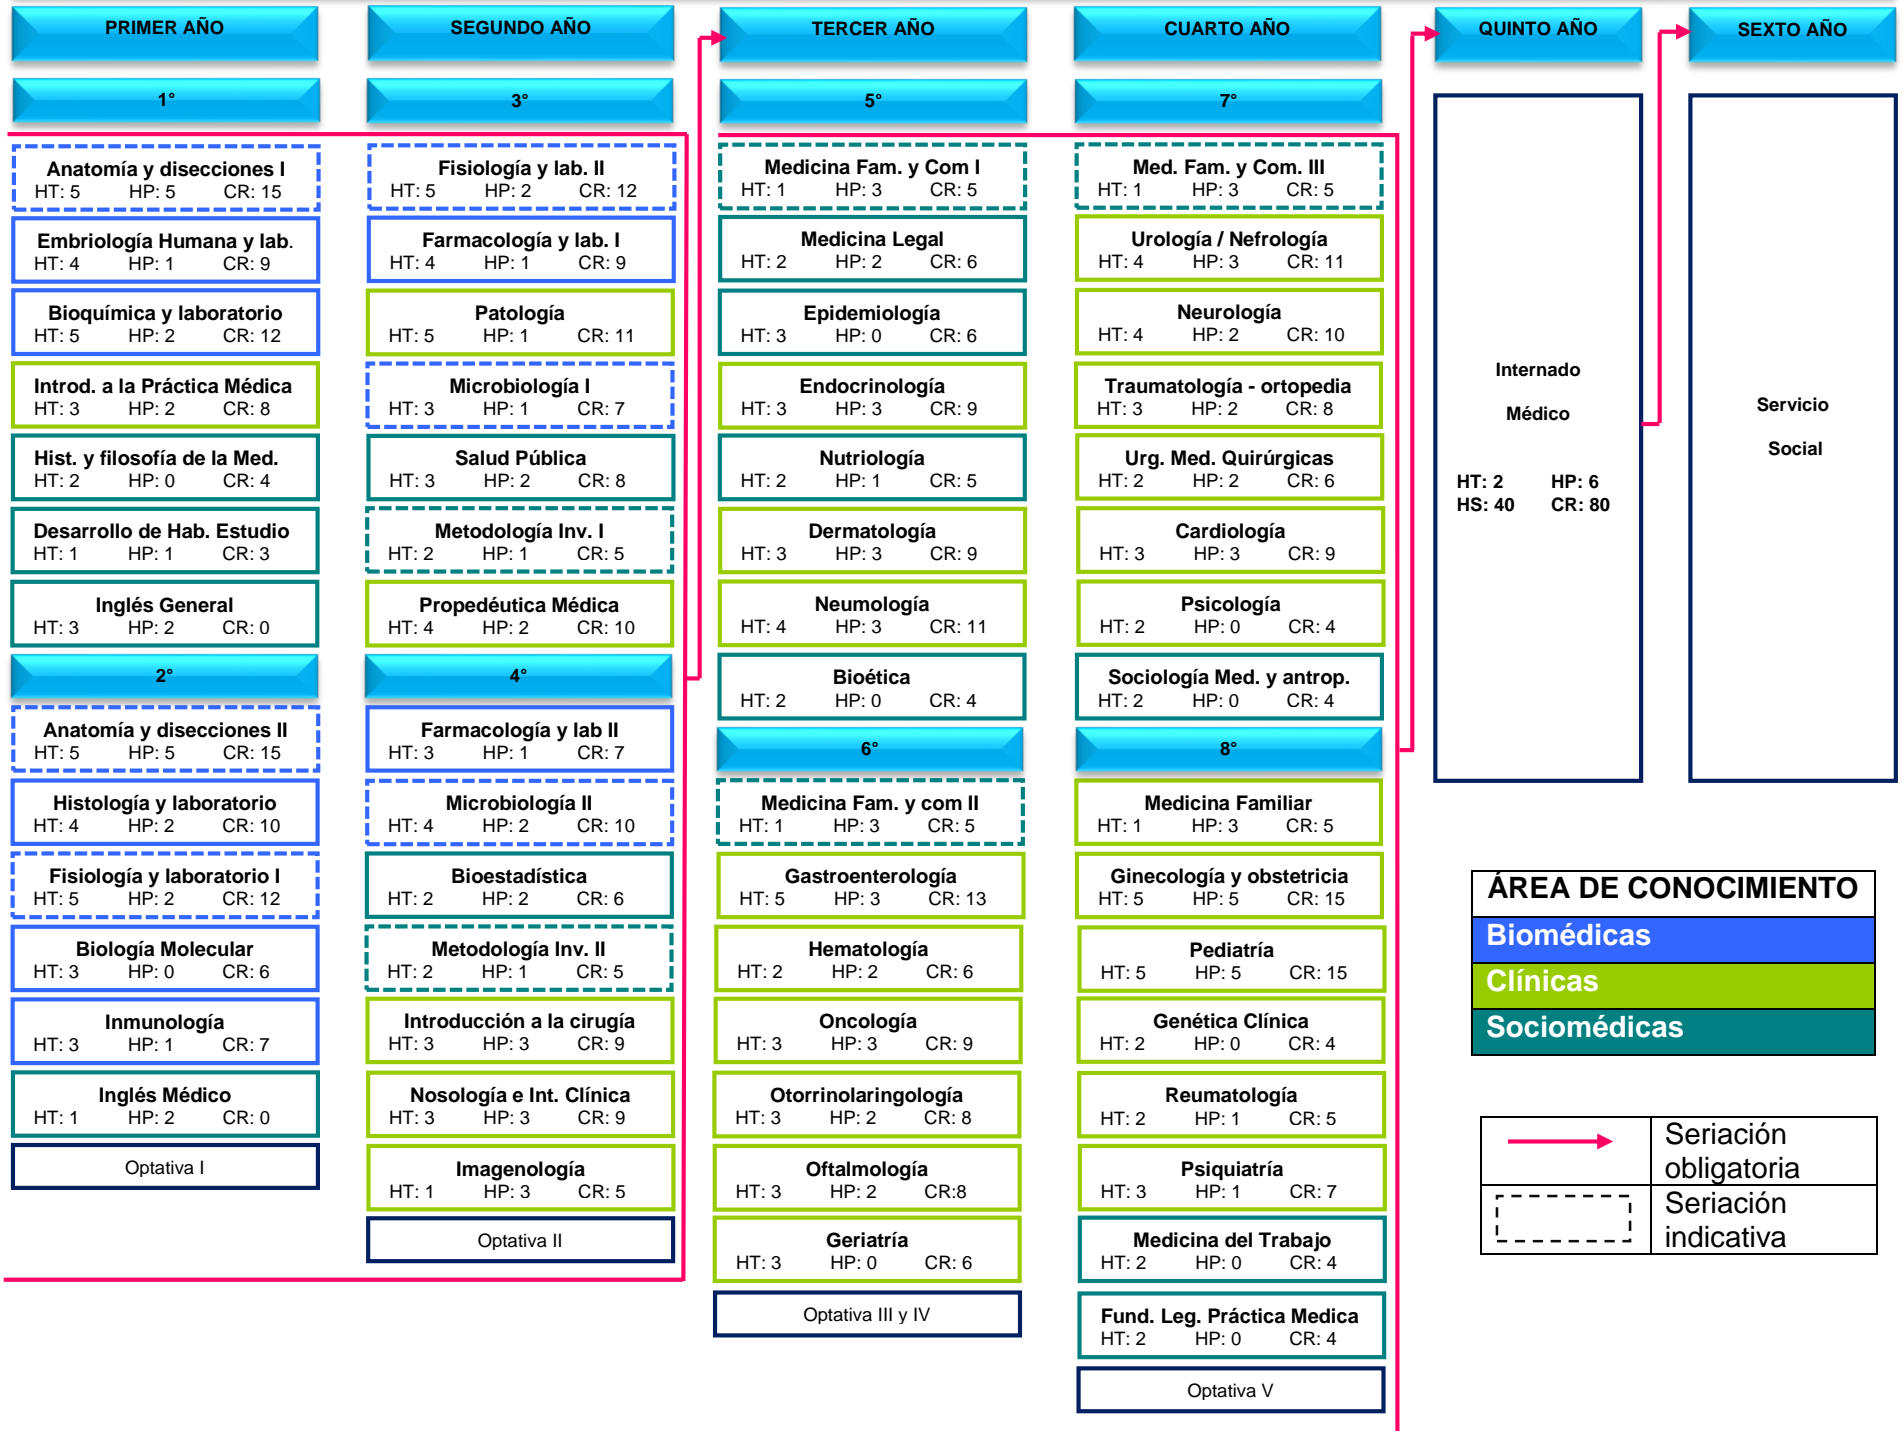 PRIMER AÑO
1°
Anatomía y disecciones I
HT: 5 HP: 5 CR: 15
Embriología Humana y lab.
HT: 4 HP: 1 CR: 9
Bioquímica y laboratorio
HT: 5 HP: 2 CR: 12
Introd. a la Práctica Médica
HT: 3 HP: 2 CR: 8
Hist. y filosofía de la Med.
HT: 2 HP: 0 CR: 4
Desarrollo de Hab. Estudio
HT: 1 HP: 1 CR: 3
Inglés General
HT: 3 HP: 2 CR: 0
2°
Anatomía y disecciones II
HT: 5 HP: 5 CR: 15
Histología y laboratorio
HT: 4 HP: 2 CR: 10
Fisiología y laboratorio I
HT: 5 HP: 2 CR: 12
Biología Molecular
HT: 3 HP: 0 CR: 6
Inmunología
HT: 3 HP: 1 CR: 7
Inglés Médico
HT: 1 HP: 2 CR: 0
Optativa I
SEGUNDO AÑO
3°
Fisiología y lab. II
HT: 5 HP: 2 CR: 12
Farmacología y lab. I
HT: 4 HP: 1 CR: 9
Patología
HT: 5 HP: 1 CR: 11
Microbiología I
HT: 3 HP: 1 CR: 7
Salud Pública
HT: 3 HP: 2 CR: 8
Metodología Inv. I
HT: 2 HP: 1 CR: 5
Propedéutica Médica
HT: 4 HP: 2 CR: 10
4°
Farmacología y lab II
HT: 3 HP: 1 CR: 7
Microbiología II
HT: 4 HP: 2 CR: 10
Bioestadística
HT: 2 HP: 2 CR: 6
Metodología Inv. II
HT: 2 HP: 1 CR: 5
Introducción a la cirugía
HT: 3 HP: 3 CR: 9
Nosología e Int. Clínica
HT: 3 HP: 3 CR: 9
Imagenología
HT: 1 HP: 3 CR: 5
Optativa II
TERCER AÑO
5°
Medicina Fam. y Com I
HT: 1 HP: 3 CR: 5
Medicina Legal
HT: 2 HP: 2 CR: 6
Epidemiología
HT: 3 HP: 0 CR: 6
Endocrinología
HT: 3 HP: 3 CR: 9
Nutriología
HT: 2 HP: 1 CR: 5
Dermatología
HT: 3 HP: 3 CR: 9
Neumología
HT: 4 HP: 3 CR: 11
Bioética
HT: 2 HP: 0 CR: 4
6°
Medicina Fam. y com II
HT: 1 HP: 3 CR: 5
Gastroenterología
HT: 5 HP: 3 CR: 13
Hematología
HT: 2 HP: 2 CR: 6
Oncología
HT: 3 HP: 3 CR: 9
Otorrinolaringología
HT: 3 HP: 2 CR: 8
Oftalmología
HT: 3 HP: 2 CR:8
Geriatría
HT: 3 HP: 0 CR: 6
Optativa III y IV
CUARTO AÑO
7°
Med. Fam. y Com. III
HT: 1 HP: 3 CR: 5
Urología / Nefrología
HT: 4 HP: 3 CR: 11
Neurología
HT: 4 HP: 2 CR: 10
Traumatología - ortopedia
HT: 3 HP: 2 CR: 8
Urg. Med. Quirúrgicas
HT: 2 HP: 2 CR: 6
Cardiología
HT: 3 HP: 3 CR: 9
Psicología
HT: 2 HP: 0 CR: 4
Sociología Med. y antrop.
HT: 2 HP: 0 CR: 4
8°
Medicina Familiar
HT: 1 HP: 3 CR: 5
Ginecología y obstetricia
HT: 5 HP: 5 CR: 15
Pediatría
HT: 5 HP: 5 CR: 15
Genética Clínica
HT: 2 HP: 0 CR: 4
Reumatología
HT: 2 HP: 1 CR: 5
Psiquiatría
HT: 3 HP: 1 CR: 7
Medicina del Trabajo
HT: 2 HP: 0 CR: 4
Fund. Leg. Práctica Medica
HT: 2 HP: 0 CR: 4
Optativa V
QUINTO AÑO
Internado
Médico
HT: 2 HP: 6
HS: 40 CR: 80
SEXTO AÑO
Servicio
Social
ÁREA DE CONOCIMIENTO
Biomédicas
Clínicas
Sociomédicas
Seriación
obligatoria
Seriación
indicativa